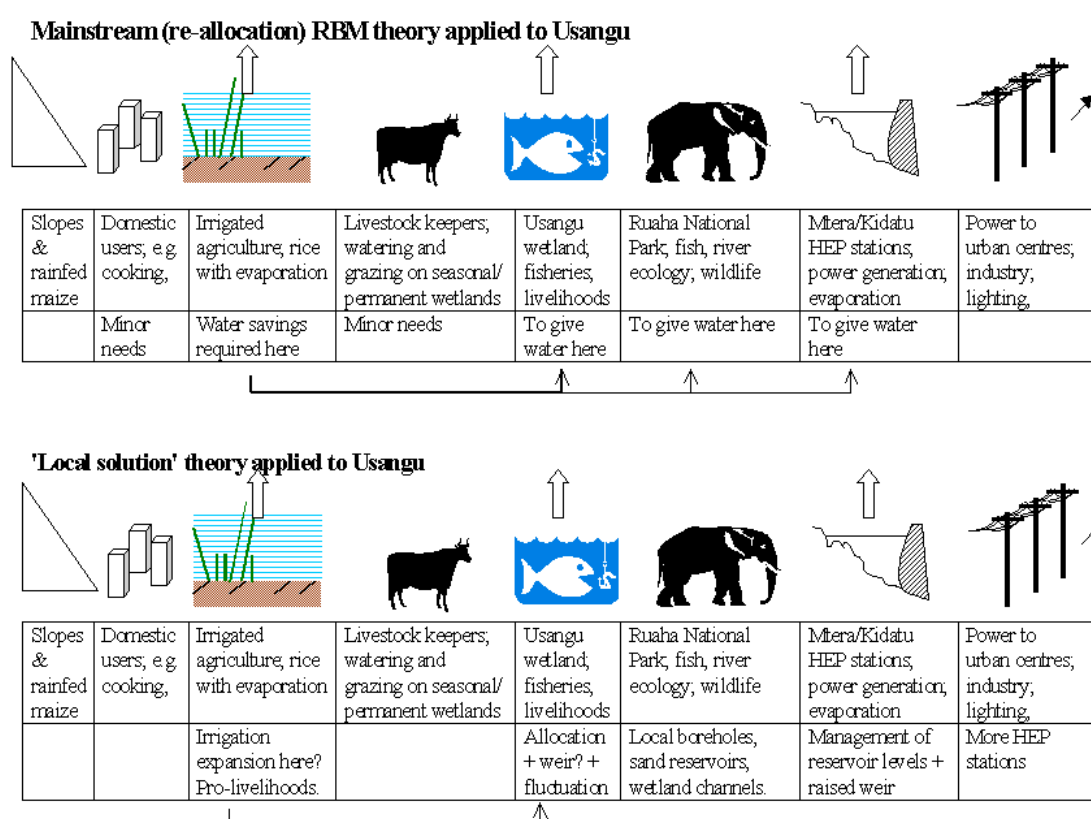 Mainstream (re-allocation) RBM theory applied to Usangu
Slopes
&
rainfed
maize
Domestic
users; e.g.
cooking,
Irrigated
agriculture; rice
with evaporation
Livestock keepers;
watering and
grazing on seasonal/
permanent wetlands
Usangu
wetland;
fisheries,
livelihoods
Ruaha National
Park; fish, river
ecology; wildlife
Mtera/Kidatu
HEP stations;
power generation;
evaporation
Power to
urban centres;
industry;
lighting,
Minor
needs
Water savings
required here
Minor needs
To give
water here
To give water here
To give water
here
'Local solution' theory applied to Usangu
Slopes
&
rainfed
maize
Domestic
users; e.g.
cooking,
Irrigated
agriculture; rice
with evaporation
Livestock keepers;
watering and
grazing on seasonal/
permanent wetlands
Usangu
wetland;
fisheries,
livelihoods
Ruaha National
Park; fish, river
ecology; wildlife
Mtera/Kidatu
HEP stations;
power generation;
evaporation
Power to
urban centres;
industry;
lighting,
Irrigation
expansion here?
Pro-livelihoods.
Allocation
+ weir? +
fluctuation
Local boreholes,
sand reservoirs,
wetland channels.
Management of
reservoir levels +
raised weir
More HEP
stations